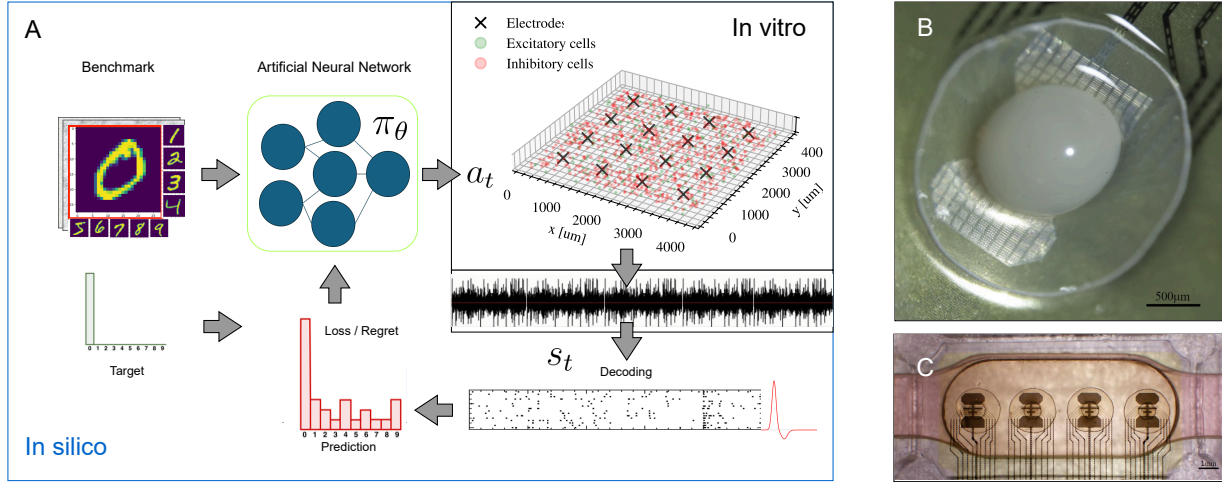 A
Benchmark
Artificial Neural Network
In vitro
Electrodes
Excitatory cells
Inhibitory cells
1
2
3
4
5 6 7 8 9
π_θ
a_t
0
1000
2000
3000
4000
x [um]
0
1000
2000
3000
400
y [um]
0 1 2 3 4 5 6 7 8 9
Target
Loss / Regret
0 1 2 3 4 5 6 7 8 9
Prediction
s_t
Decoding
In silico
B
500μm
C
1mm